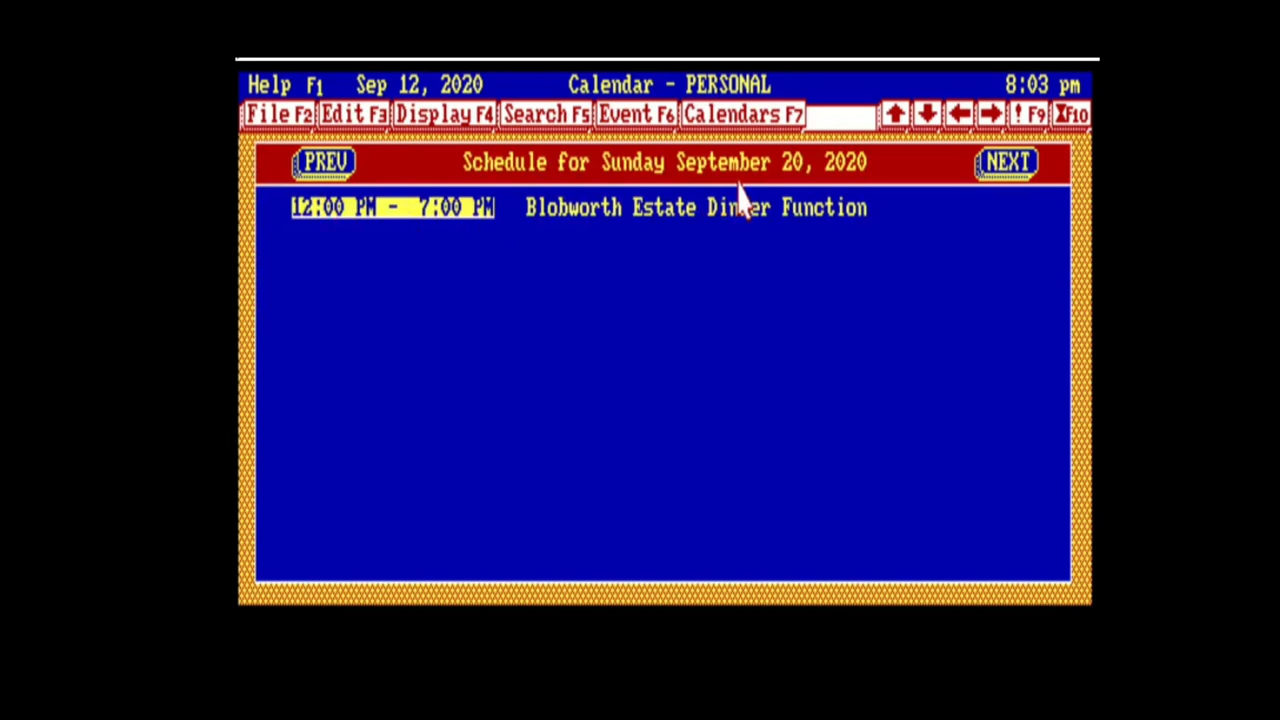 Help F1 Sep 12, 2020 Calendar - PERSONAL 8:03 pm
File F2 Edit F3 Display F4 Search F5 Event F6 Calendars F7 ! F9 F10
PREV Schedule for Sunday September 20, 2020 NEXT
12:00 PM - 7:00 PM Blobworth Estate Dinner Function